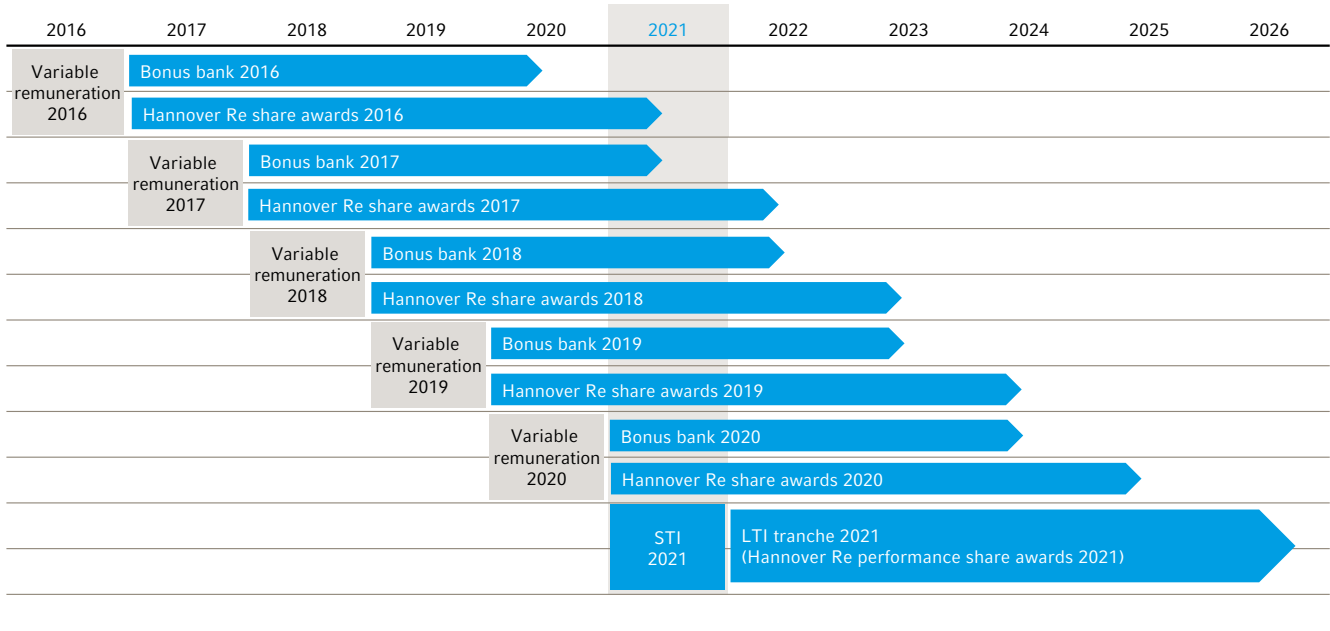 2016 2017 2018 2019 2020 2021 2022 2023 2024 2025 2026
Variable
remuneration
2016
Bonus bank 2016
Hannover Re share awards 2016
Variable
remuneration
2017
Bonus bank 2017
Hannover Re share awards 2017
Variable
remuneration
2018
Bonus bank 2018
Hannover Re share awards 2018
Variable
remuneration
2019
Bonus bank 2019
Hannover Re share awards 2019
Variable
remuneration
2020
Bonus bank 2020
Hannover Re share awards 2020
STI
2021
LTI tranche 2021
(Hannover Re performance share awards 2021)